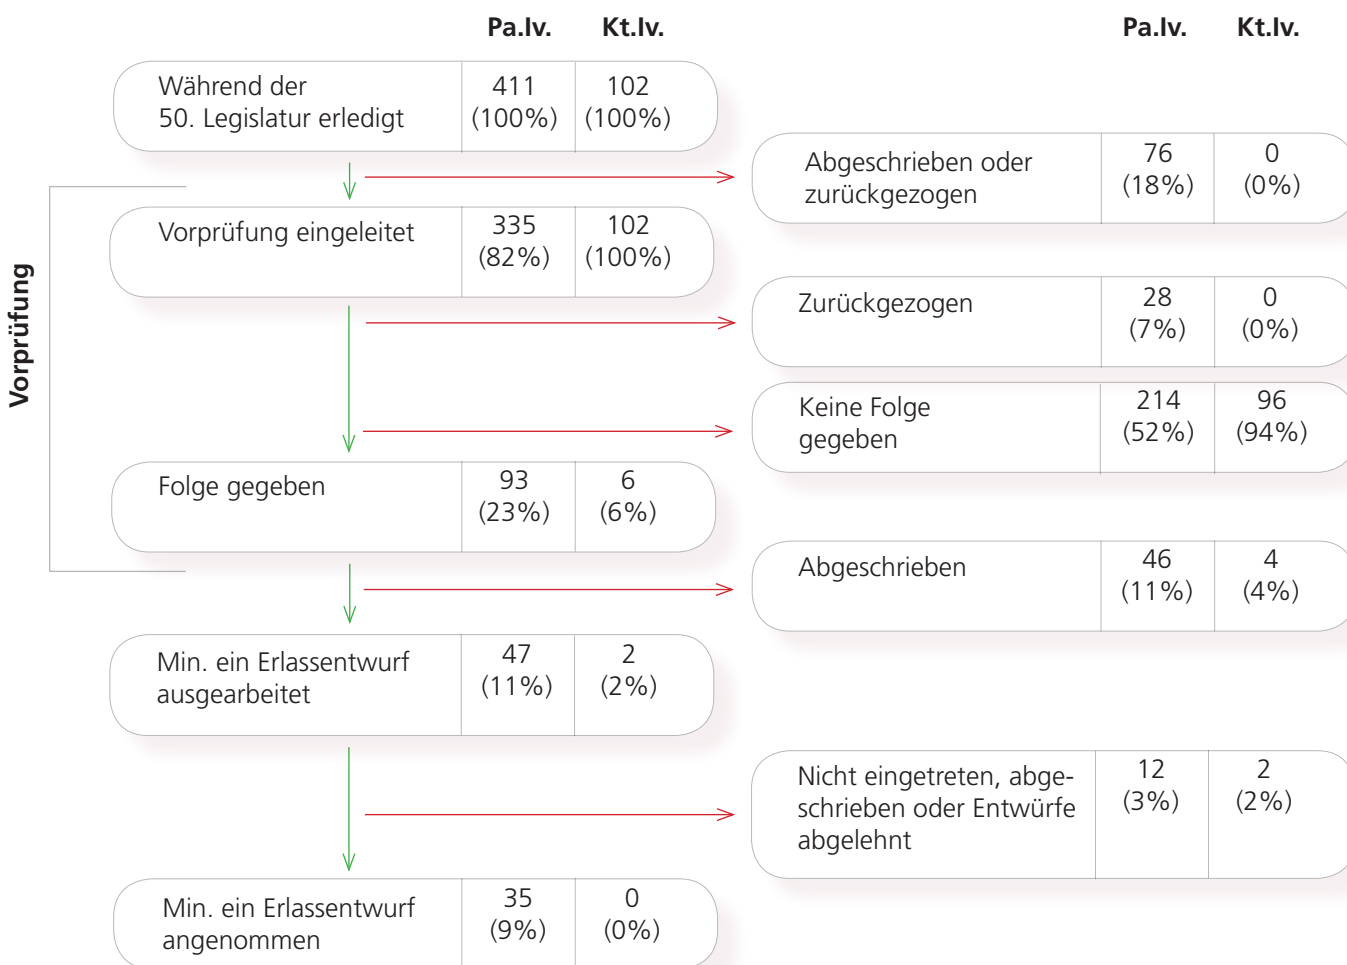 Pa.Iv. Kt.Iv.
Pa.Iv. Kt.Iv.
Während der 411 102
50. Legislatur erledigt (100%) (100%)
Abgeschrieben oder 76 0
zurückgezogen (18%) (0%)
Vorprüfung
Vorprüfung eingeleitet 335 102
(82%) (100%)
Zurückgezogen 28 0
(7%) (0%)
Keine Folge 214 96
gegeben (52%) (94%)
Folge gegeben 93 6
(23%) (6%)
Abgeschrieben 46 4
(11%) (4%)
Min. ein Erlassentwurf 47 2
ausgearbeitet (11%) (2%)
Nicht eingetreten, abge- 12 2
schrieben oder Entwürfe (3%) (2%)
abgelehnt
Min. ein Erlassentwurf 35 0
angenommen (9%) (0%)